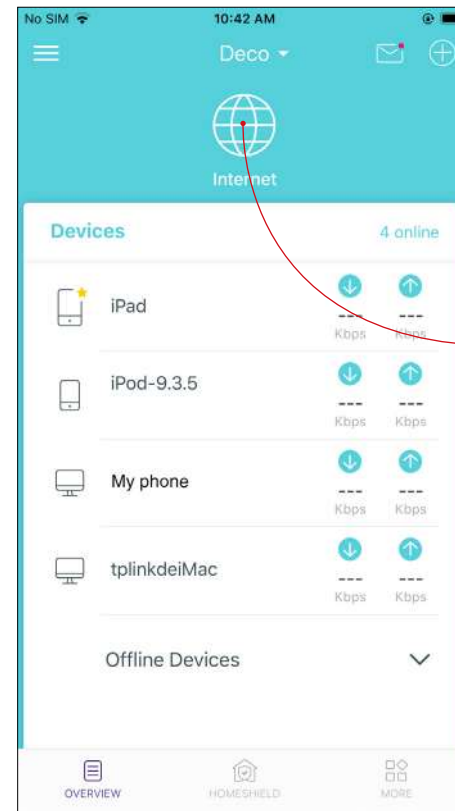 No SIM 10:42 AM
Deco
Internet
Devices 4 online
iPad
---  ---
Kbps Kbps
iPod-9.3.5
---  ---
Kbps Kbps
My phone
---  ---
Kbps Kbps
tplinkdeiMac
---  ---
Kbps Kbps
Offline Devices
OVERVIEW HOMESHIELD MORE